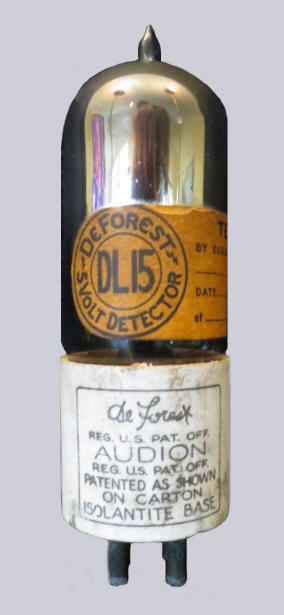 DEFOREST
DL15
5 VOLT DETECTOR
BY
DATE
of
de Forest
REG. U.S. PAT. OFF.
AUDION
REG. U.S. PAT. OFF.
PATENTED AS SHOWN
ON CARTON
ISOLANTITE BASE